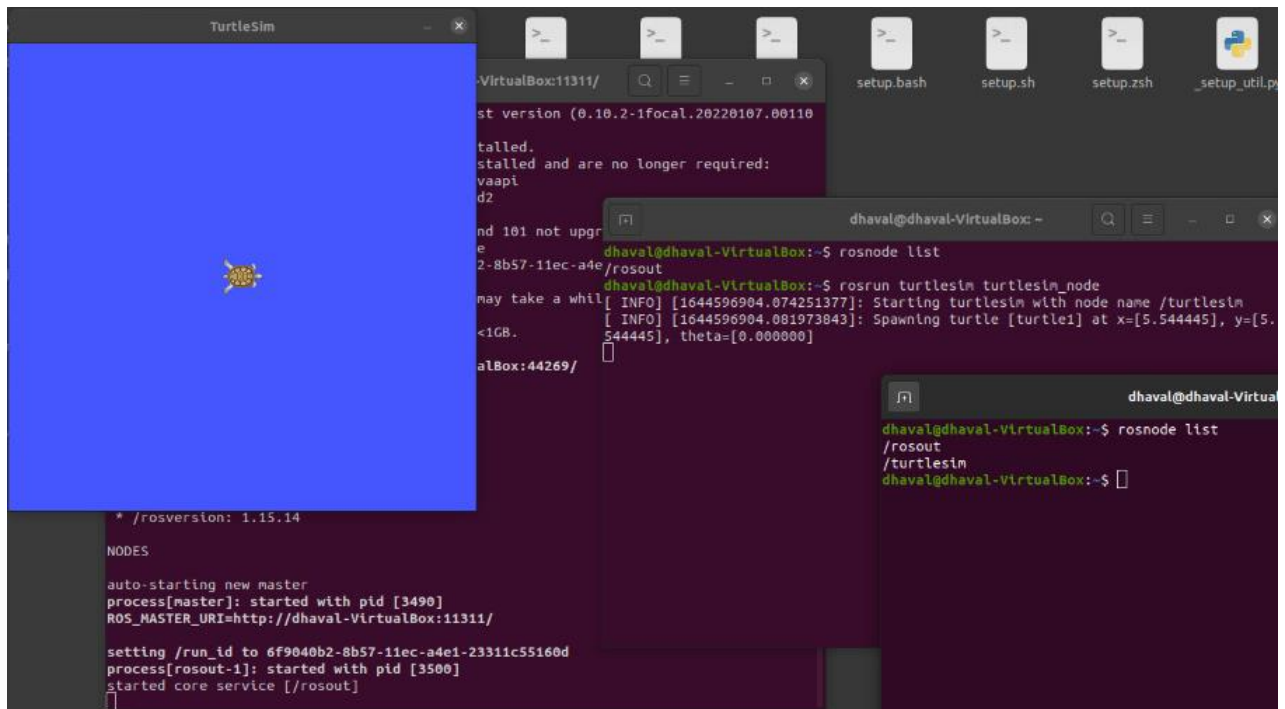 TurtleSim
setup.bash
setup.sh
setup.zsh
_setup_util.py
-VirtualBox:11311/
st version (0.10.2-1focal.20220107.00110
talled.
stalled and are no longer required:
vaapi
d2
nd 101 not upgr
e
2-8b57-11ec-a4e
may take a whil
<1GB.
alBox:44269/
* /rosversion: 1.15.14
NODES
auto-starting new master
process[master]: started with pid [3490]
ROS_MASTER_URI=http://dhaval-VirtualBox:11311/
setting /run_id to 6f9040b2-8b57-11ec-a4e1-23311c55160d
process[rosout-1]: started with pid [3500]
started core service [/rosout]
dhaval@dhaval-VirtualBox: ~
dhaval@dhaval-VirtualBox:~$ rosnode list
/rosout
dhaval@dhaval-VirtualBox:~$ rosrun turtlesim turtlesim_node
[ INFO] [1644596904.074251377]: Starting turtlesim with node name /turtlesim
[ INFO] [1644596904.081973843]: Spawning turtle [turtle1] at x=[5.544445], y=[5.
544445], theta=[0.000000]
dhaval@dhaval-Virtual
dhaval@dhaval-VirtualBox:~$ rosnode list
/rosout
/turtlesim
dhaval@dhaval-VirtualBox:~$